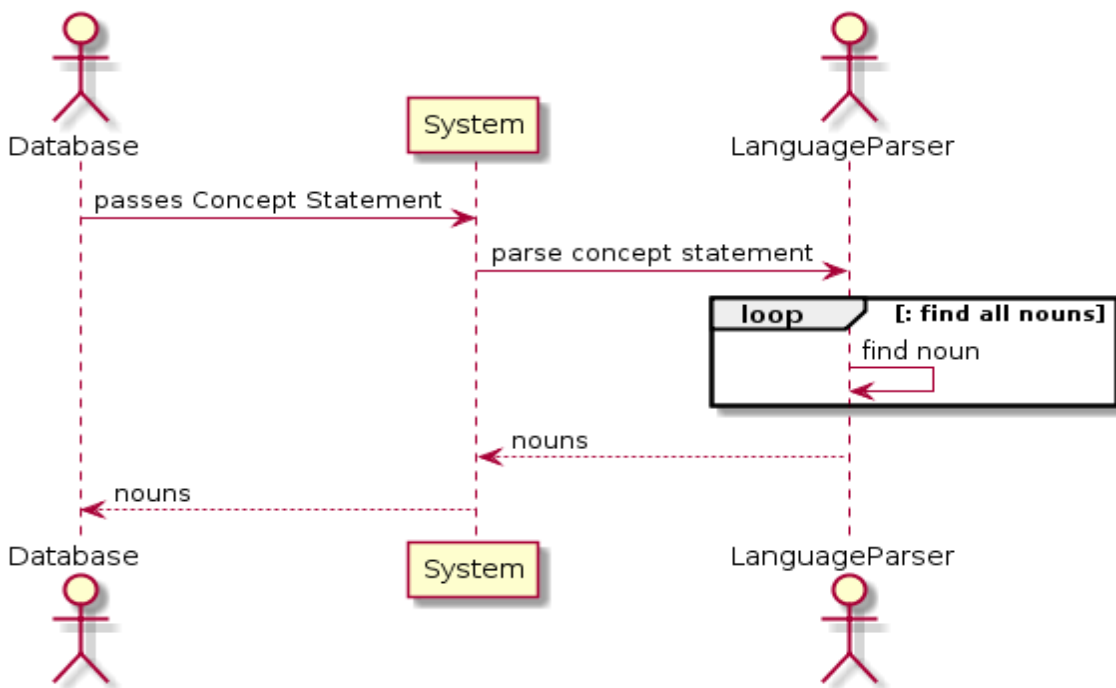 Database
System
LanguageParser
passes Concept Statement
parse concept statement
loop [: find all nouns]
find noun
nouns
nouns
Database
System
LanguageParser